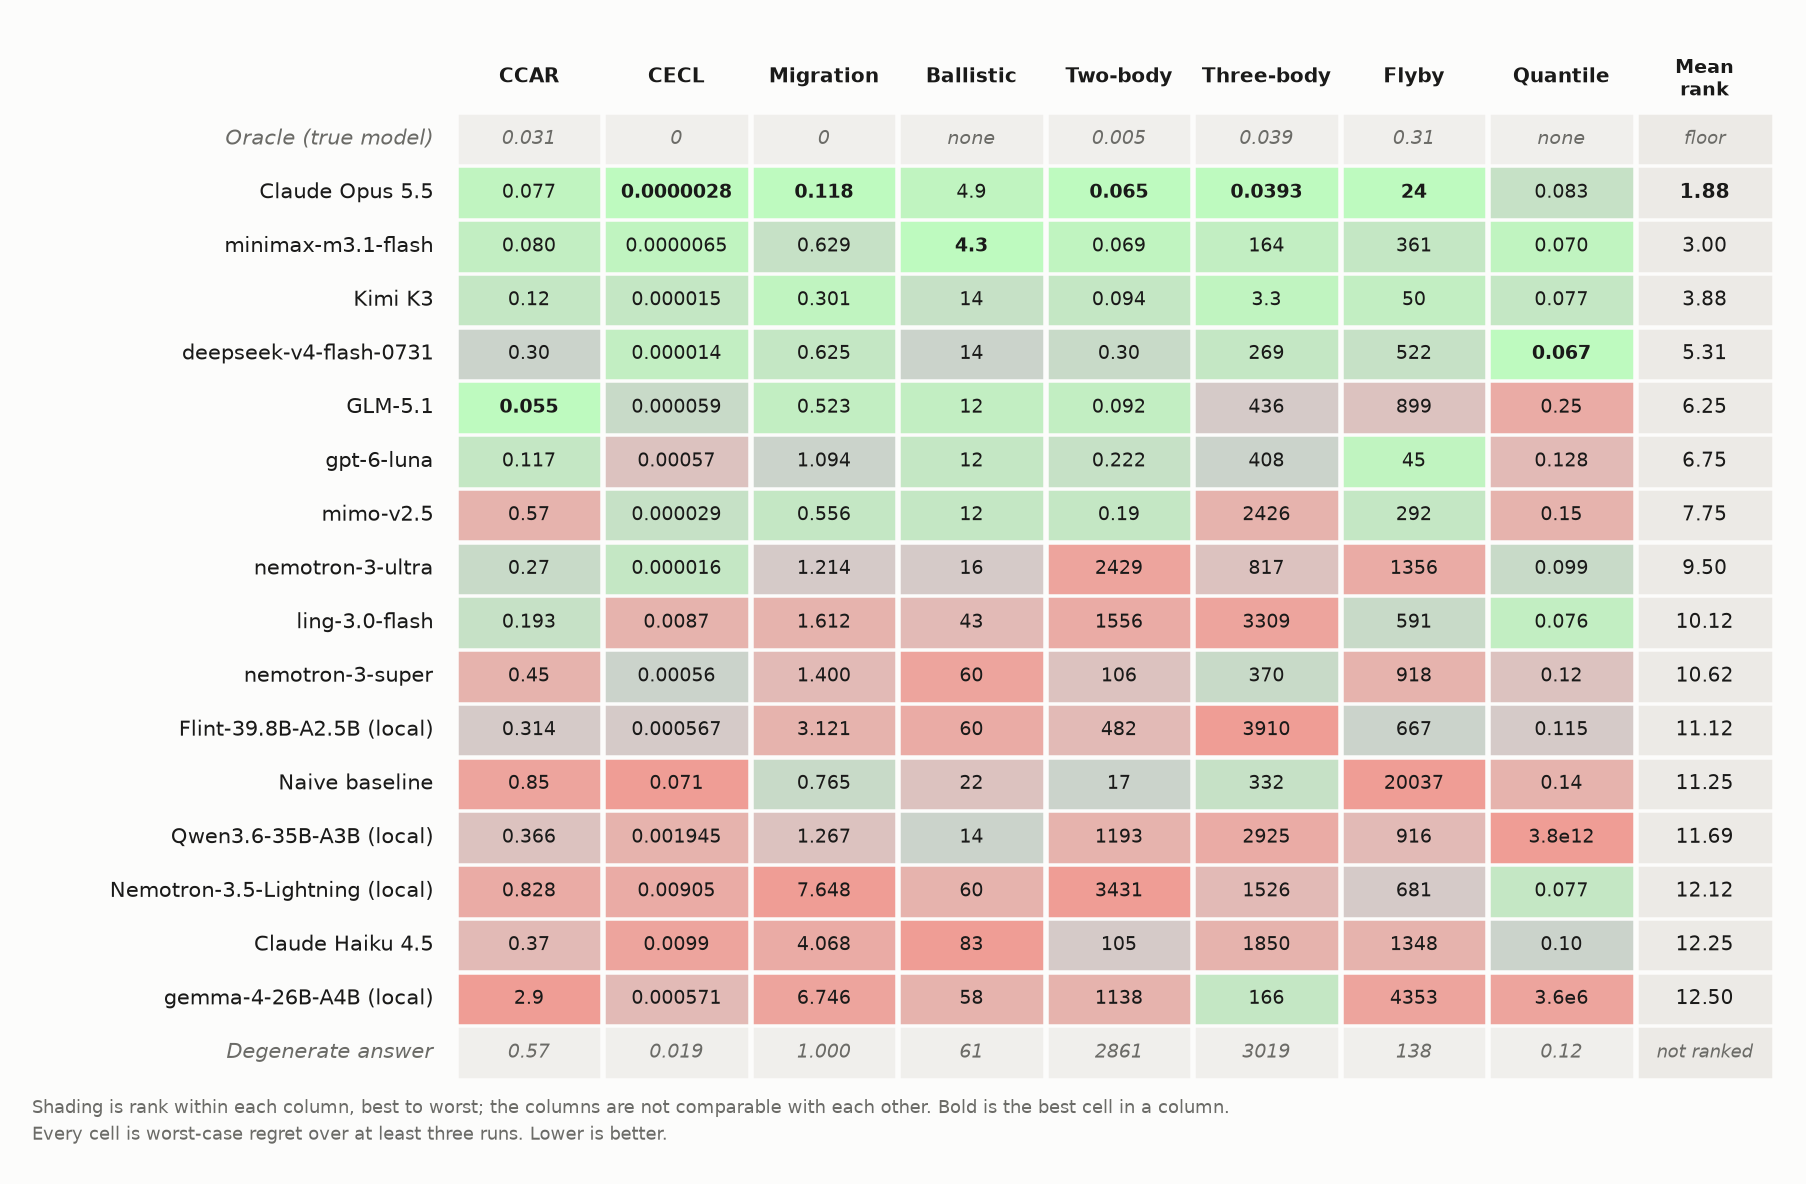 CCAR CECL Migration Ballistic Two-body Three-body Flyby Quantile Mean rank
Oracle (true model) 0.031 0 0 none 0.005 0.039 0.31 none floor
Claude Opus 5.5 0.077 0.0000028 0.118 4.9 0.065 0.0393 24 0.083 1.88
minimax-m3.1-flash 0.080 0.0000065 0.629 4.3 0.069 164 361 0.070 3.00
Kimi K3 0.12 0.000015 0.301 14 0.094 3.3 50 0.077 3.88
deepseek-v4-flash-0731 0.30 0.000014 0.625 14 0.30 269 522 0.067 5.31
GLM-5.1 0.055 0.000059 0.523 12 0.092 436 899 0.25 6.25
gpt-6-luna 0.117 0.00057 1.094 12 0.222 408 45 0.128 6.75
mimo-v2.5 0.57 0.000029 0.556 12 0.19 2426 292 0.15 7.75
nemotron-3-ultra 0.27 0.000016 1.214 16 2429 817 1356 0.099 9.50
ling-3.0-flash 0.193 0.0087 1.612 43 1556 3309 591 0.076 10.12
nemotron-3-super 0.45 0.00056 1.400 60 106 370 918 0.12 10.62
Flint-39.8B-A2.5B (local) 0.314 0.000567 3.121 60 482 3910 667 0.115 11.12
Naive baseline 0.85 0.071 0.765 22 17 332 20037 0.14 11.25
Qwen3.6-35B-A3B (local) 0.366 0.001945 1.267 14 1193 2925 916 3.8e12 11.69
Nemotron-3.5-Lightning (local) 0.828 0.00905 7.648 60 3431 1526 681 0.077 12.12
Claude Haiku 4.5 0.37 0.0099 4.068 83 105 1850 1348 0.10 12.25
gemma-4-26B-A4B (local) 2.9 0.000571 6.746 58 1138 166 4353 3.6e6 12.50
Degenerate answer 0.57 0.019 1.000 61 2861 3019 138 0.12 not ranked
Shading is rank within each column, best to worst; the columns are not comparable with each other. Bold is the best cell in a column.
Every cell is worst-case regret over at least three runs. Lower is better.